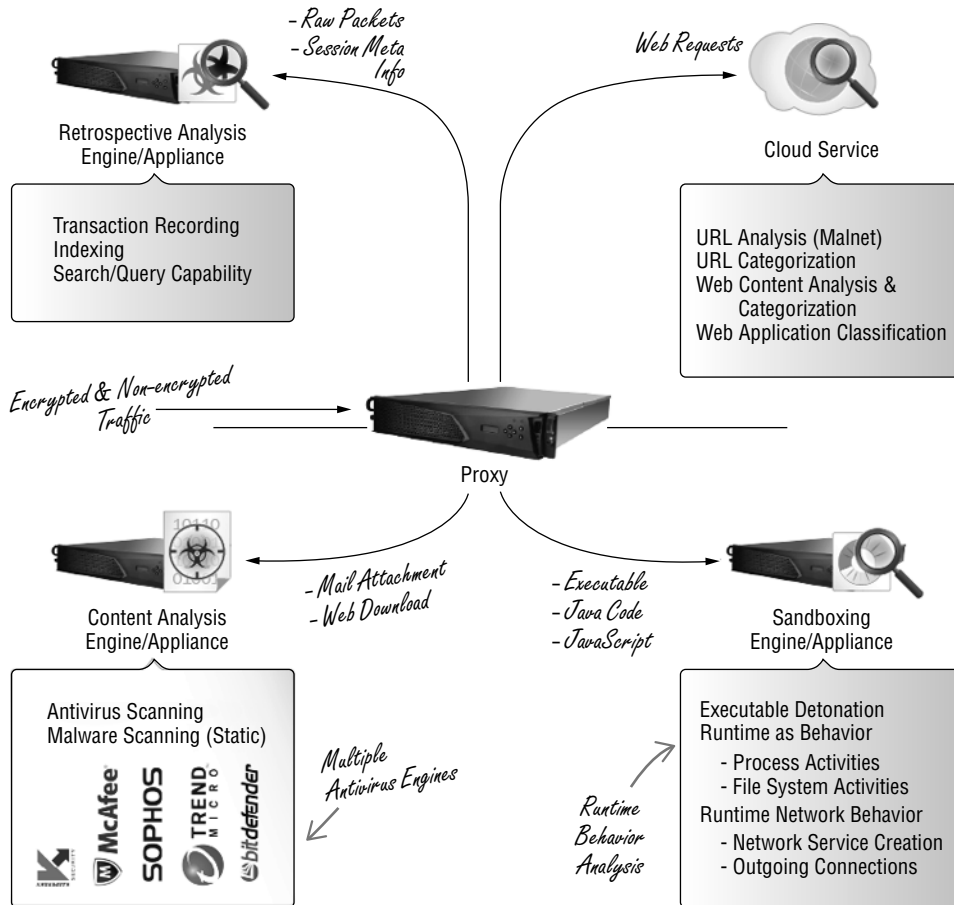 - Raw Packets
- Session Meta
Info
Web Requests
Retrospective Analysis
Engine/Appliance
Transaction Recording
Indexing
Search/Query Capability
Cloud Service
URL Analysis (Malnet)
URL Categorization
Web Content Analysis &
Categorization
Web Application Classification
Encrypted & Non-encrypted
Traffic
Proxy
10110
Content Analysis
Engine/Appliance
- Mail Attachment
- Web Download
- Executable
- Java Code
- JavaScript
Sandboxing
Engine/Appliance
Antivirus Scanning
Malware Scanning (Static)
McAfee
SOPHOS
TREND
MICRO
bitdefender
Multiple
Antivirus Engines
Runtime
Behavior
Analysis
Executable Detonation
Runtime as Behavior
- Process Activities
- File System Activities
Runtime Network Behavior
- Network Service Creation
- Outgoing Connections